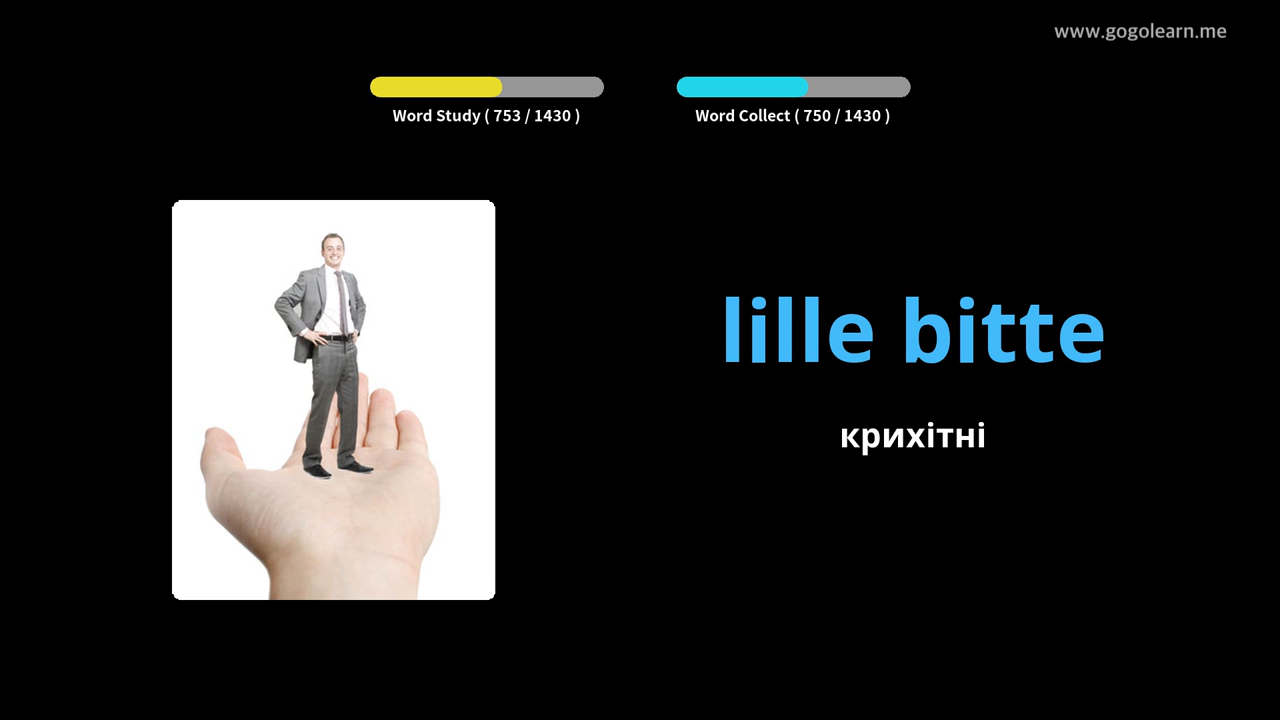 www.gogolearn.me
Word Study ( 753 / 1430 )
Word Collect ( 750 / 1430 )
lille bitte
крихітні